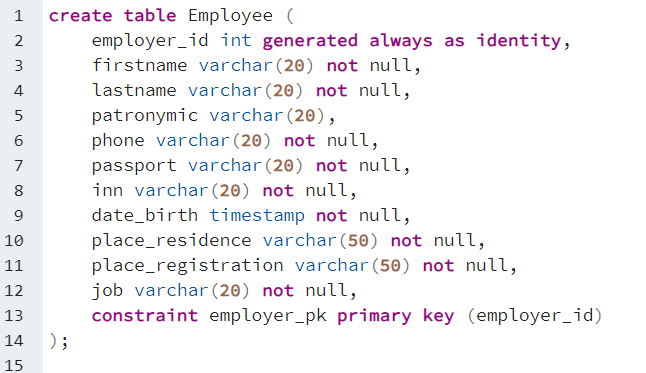 1 create table Employee (
2 employer_id int generated always as identity,
3 firstname varchar(20) not null,
4 lastname varchar(20) not null,
5 patronymic varchar(20),
6 phone varchar(20) not null,
7 passport varchar(20) not null,
8 inn varchar(20) not null,
9 date_birth timestamp not null,
10 place_residence varchar(50) not null,
11 place_registration varchar(50) not null,
12 job varchar(20) not null,
13 constraint employer_pk primary key (employer_id)
14 );
15